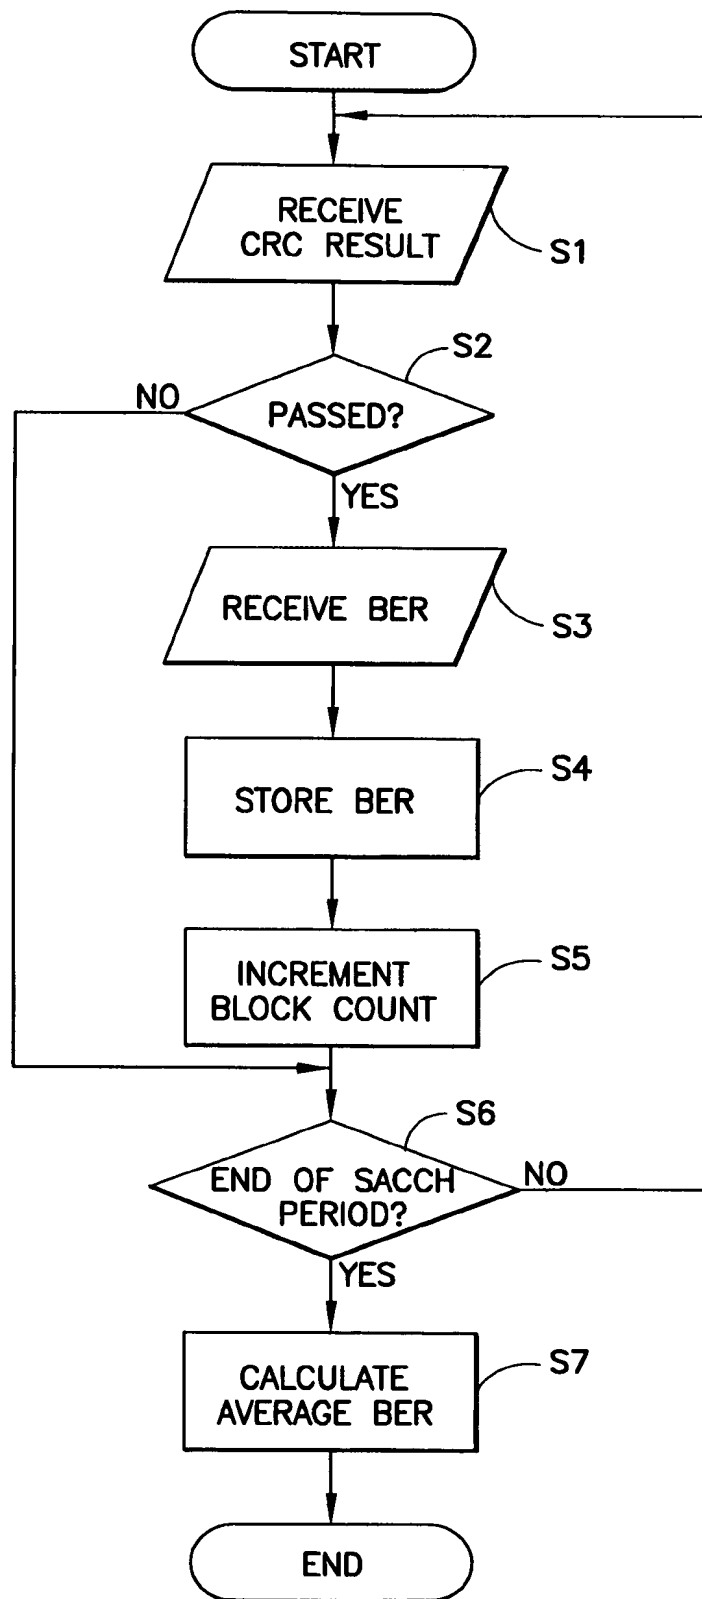 START
RECEIVE
CRC RESULT
S1
S2
NO
PASSED?
YES
RECEIVE BER
S3
STORE BER
S4
INCREMENT
BLOCK COUNT
S5
S6
END OF SACCH
PERIOD?
NO
YES
CALCULATE
AVERAGE BER
S7
END